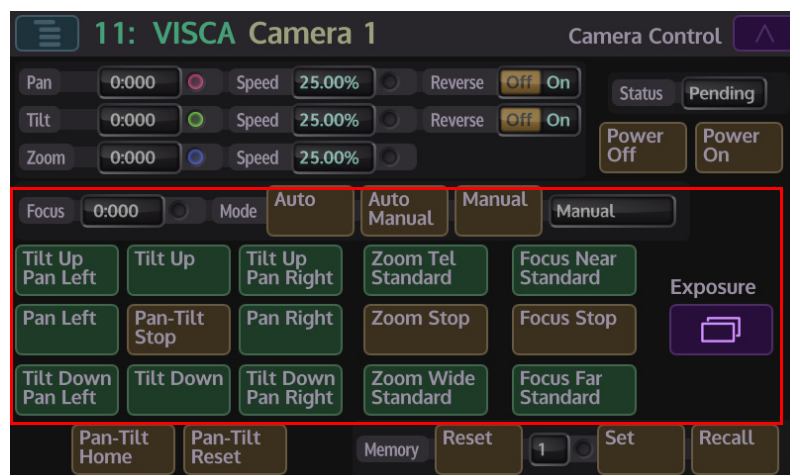 11: VISCA Camera 1 Camera Control
Pan 0:000 Speed 25.00% Reverse Off On
Status Pending
Tilt 0:000 Speed 25.00% Reverse Off On
Zoom 0:000 Speed 25.00%
Power Off
Power On
Focus 0:000 Mode Auto
Auto Manual
Manual
Manual
Tilt Up
Pan Left
Tilt Up
Tilt Up
Pan Right
Zoom Tel
Standard
Focus Near
Standard
Exposure
Pan Left
Pan-Tilt
Stop
Pan Right
Zoom Stop
Focus Stop
Tilt Down
Pan Left
Tilt Down
Tilt Down
Pan Right
Zoom Wide
Standard
Focus Far
Standard
Pan-Tilt
Home
Pan-Tilt
Reset
Memory
Reset
1
Set
Recall